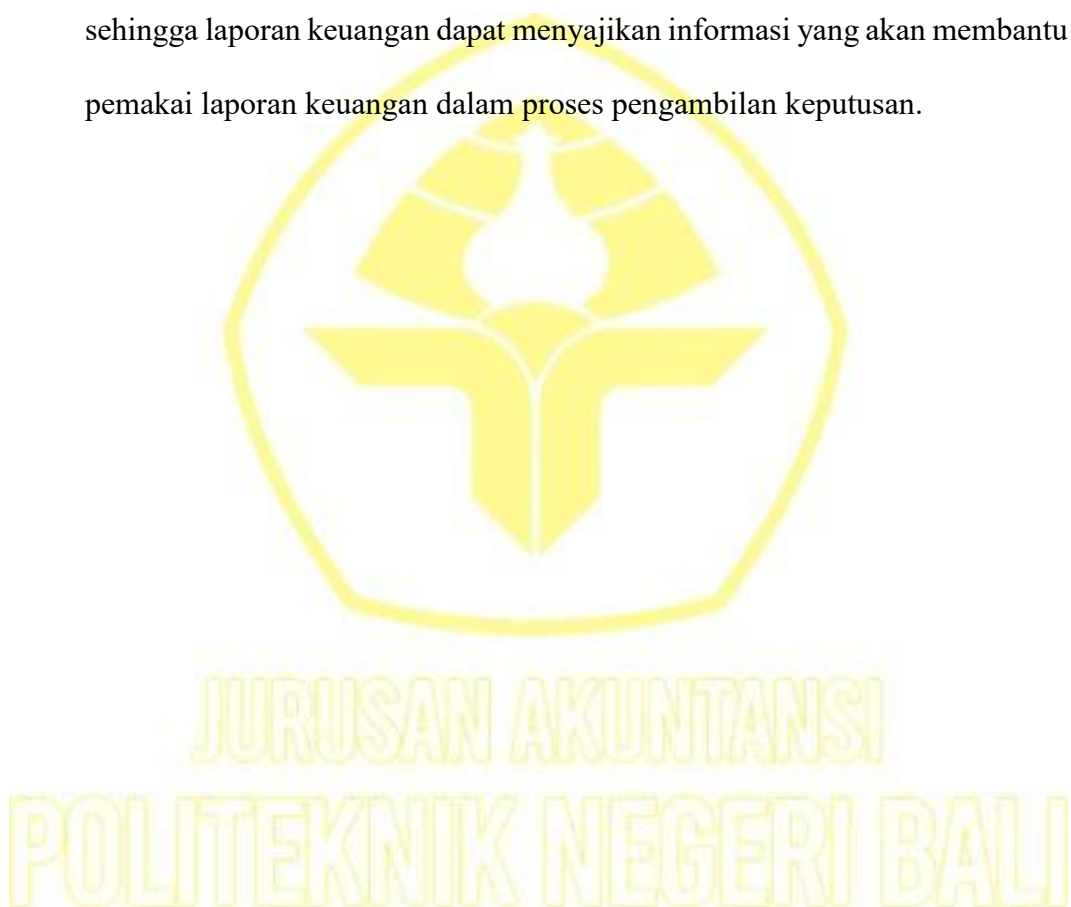 sehingga laporan keuangan dapat menyajikan informasi yang akan membantu
pemakai laporan keuangan dalam proses pengambilan keputusan.
JURUSAN AKUNTANSI
POLITEKNIK NEGERI BALI